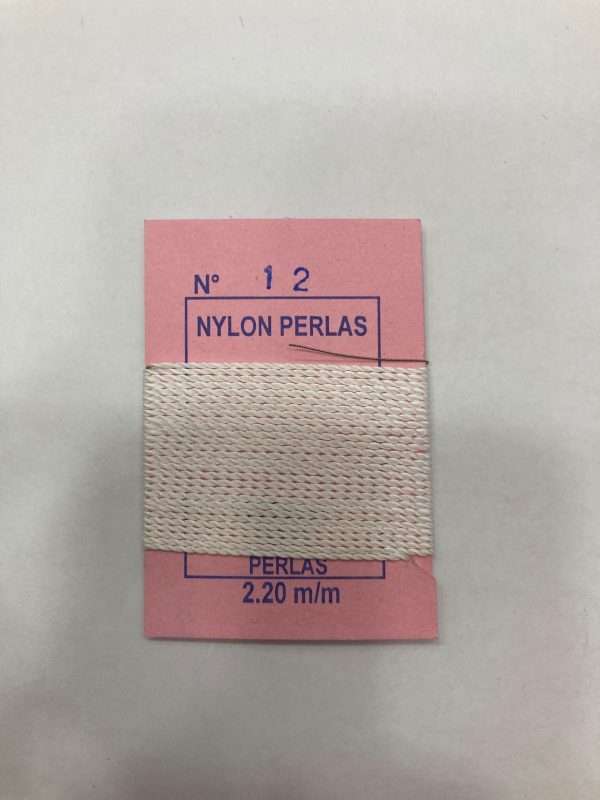 N° 12
NYLON PERLAS
PERLAS
2.20 m/m